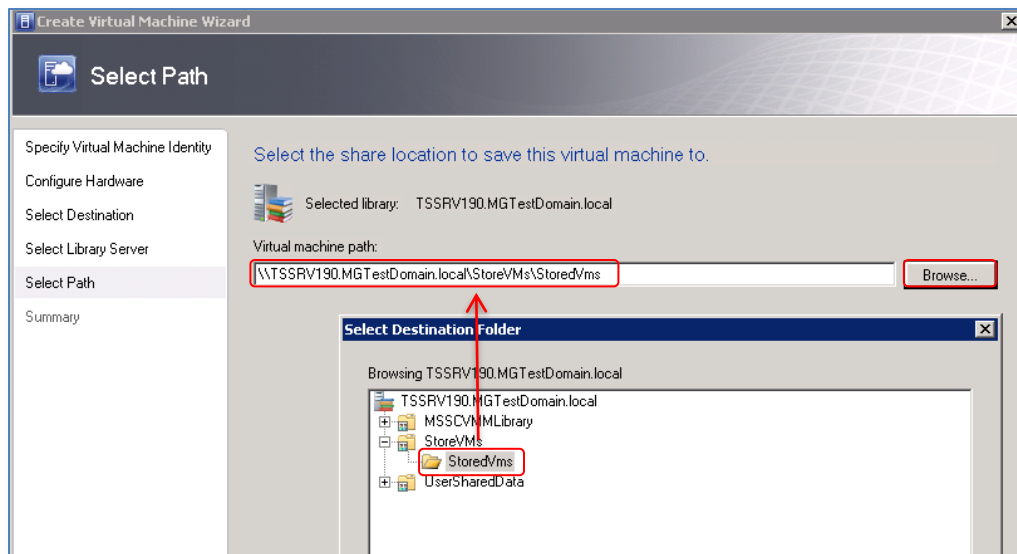 Create Virtual Machine Wizard
Select Path
Specify Virtual Machine Identity
Configure Hardware
Select Destination
Select Library Server
Select Path
Summary
Select the share location to save this virtual machine to.
Selected library: TSSRV190.MGTestDomain.local
Virtual machine path:
\\TSSRV190.MGTestDomain.local\StoreVMs\StoredVms
Browse...
Select Destination Folder
Browsing TSSRV190.MGTestDomain.local
TSSRV190.MGTestDomain.local
MSSCVMMLibrary
StoreVMs
StoredVms
UserSharedData